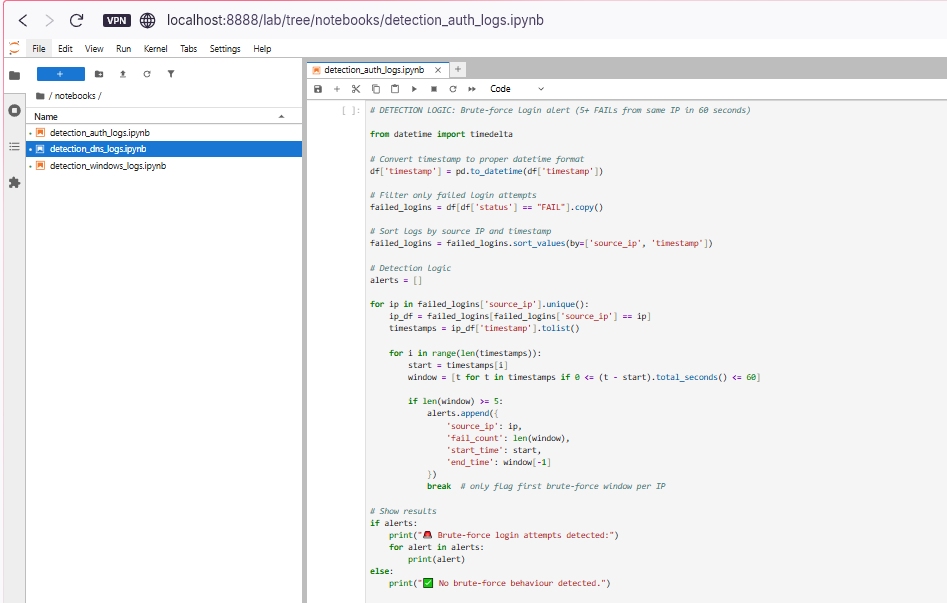 VPN localhost:8888/lab/tree/notebooks/detection_auth_logs.ipynb
File Edit View Run Kernel Tabs Settings Help
+
/ notebooks /
Name
detection_auth_logs.ipynb
detection_dns_logs.ipynb
detection_windows_logs.ipynb
detection_auth_logs.ipynb × +
Code
[ ]:
# DETECTION LOGIC: Brute-force login alert (5+ FAILs from same IP in 60 seconds)
from datetime import timedelta
# Convert timestamp to proper datetime format
df['timestamp'] = pd.to_datetime(df['timestamp'])
# Filter only failed login attempts
failed_logins = df[df['status'] == "FAIL"].copy()
# Sort logs by source IP and timestamp
failed_logins = failed_logins.sort_values(by=['source_ip', 'timestamp'])
# Detection logic
alerts = []
for ip in failed_logins['source_ip'].unique():
    ip_df = failed_logins[failed_logins['source_ip'] == ip]
    timestamps = ip_df['timestamp'].tolist()
    for i in range(len(timestamps)):
        start = timestamps[i]
        window = [t for t in timestamps if 0 <= (t - start).total_seconds() <= 60]
        if len(window) >= 5:
            alerts.append({
                'source_ip': ip,
                'fail_count': len(window),
                'start_time': start,
                'end_time': window[-1]
            })
            break  # only flag first brute-force window per IP
# Show results
if alerts:
    print("🚨 Brute-force login attempts detected:")
    for alert in alerts:
        print(alert)
else:
    print("✅ No brute-force behaviour detected.")